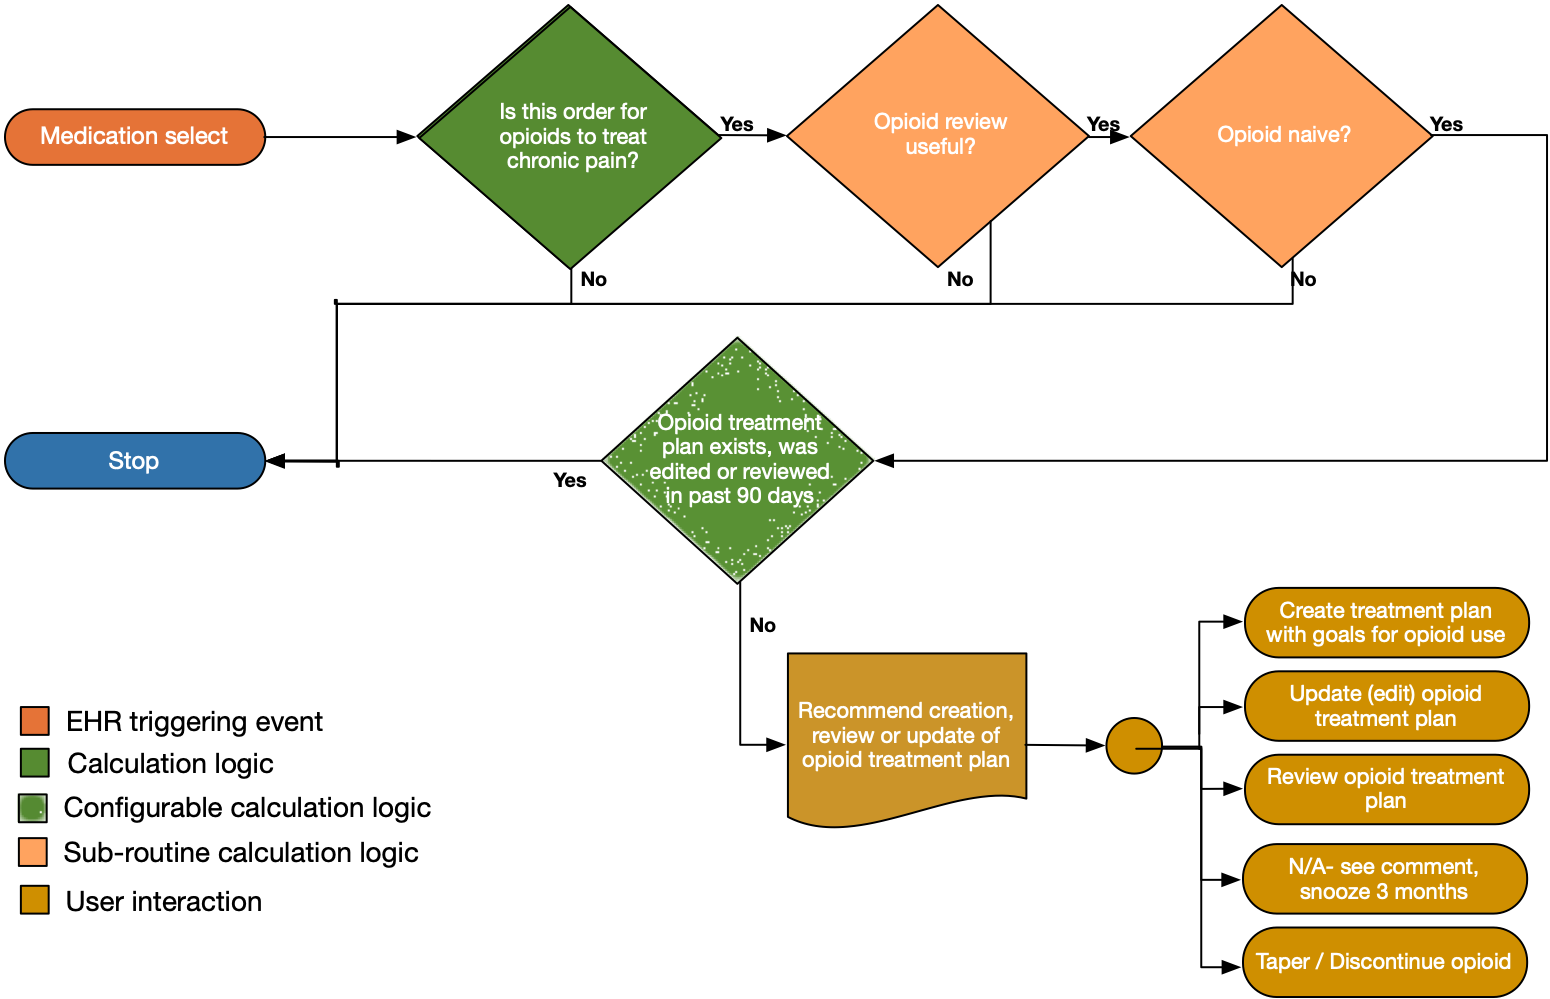 Medication select
Is this order for
opioids to treat
chronic pain?
Yes
No
Opioid review
useful?
Yes
No
Opioid naive?
Yes
No
Stop
Opioid treatment
plan exists, was
edited or reviewed
in past 90 days
Yes
No
Recommend creation,
review or update of
opioid treatment plan
Create treatment plan
with goals for opioid use
Update (edit) opioid
treatment plan
Review opioid treatment
plan
N/A- see comment,
snooze 3 months
Taper / Discontinue opioid
EHR triggering event
Calculation logic
Configurable calculation logic
Sub-routine calculation logic
User interaction